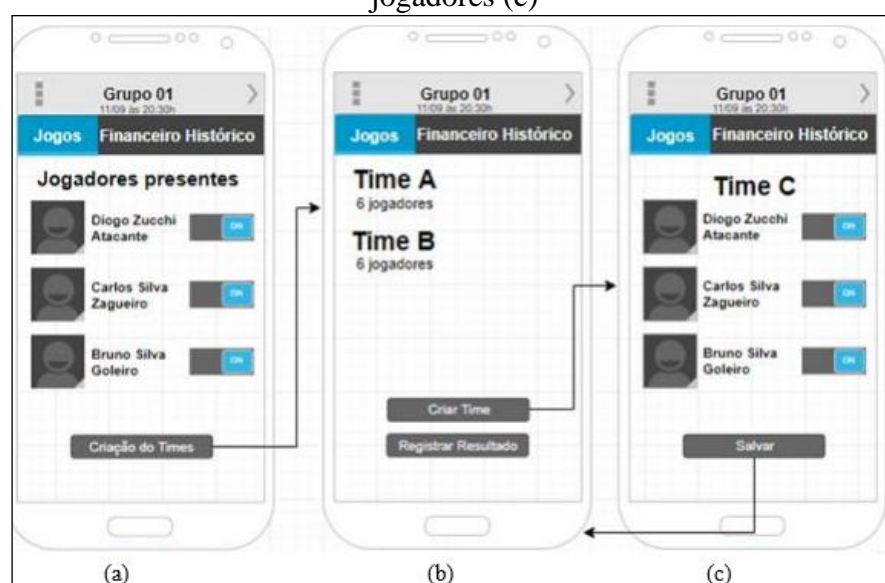 jogadores (c)
Grupo 01
11/09 às 20:30h
Jogos Financeiro Histórico
Jogadores presentes
Diogo Zucchi
Atacante
ON
Carlos Silva
Zagueiro
ON
Bruno Silva
Goleiro
ON
Criação do Times
(a)
Grupo 01
11/09 às 20:30h
Jogos Financeiro Histórico
Time A
6 jogadores
Time B
6 jogadores
Criar Time
Registrar Resultado
(b)
Grupo 01
11/09 às 20:30h
Jogos Financeiro Histórico
Time C
Diogo Zucchi
Atacante
ON
Carlos Silva
Zagueiro
ON
Bruno Silva
Goleiro
ON
Salvar
(c)